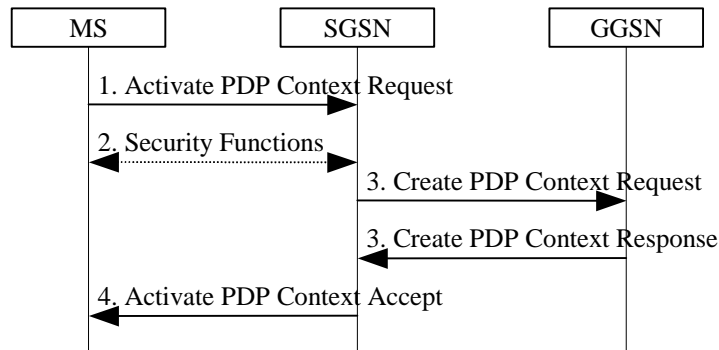 MS
SGSN
GGSN
1. Activate PDP Context Request
2. Security Functions
3. Create PDP Context Request
3. Create PDP Context Response
4. Activate PDP Context Accept